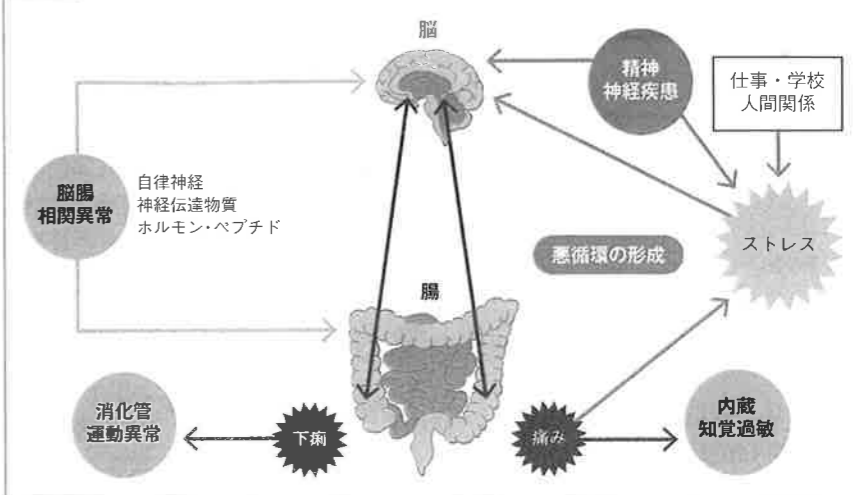 脳
精神
神経疾患
仕事・学校
人間関係
脳腸
相関異常
自律神経
神経伝達物質
ホルモン・ペプチド
ストレス
悪循環の形成
腸
消化管
運動異常
下痢
痛み
内蔵
知覚過敏